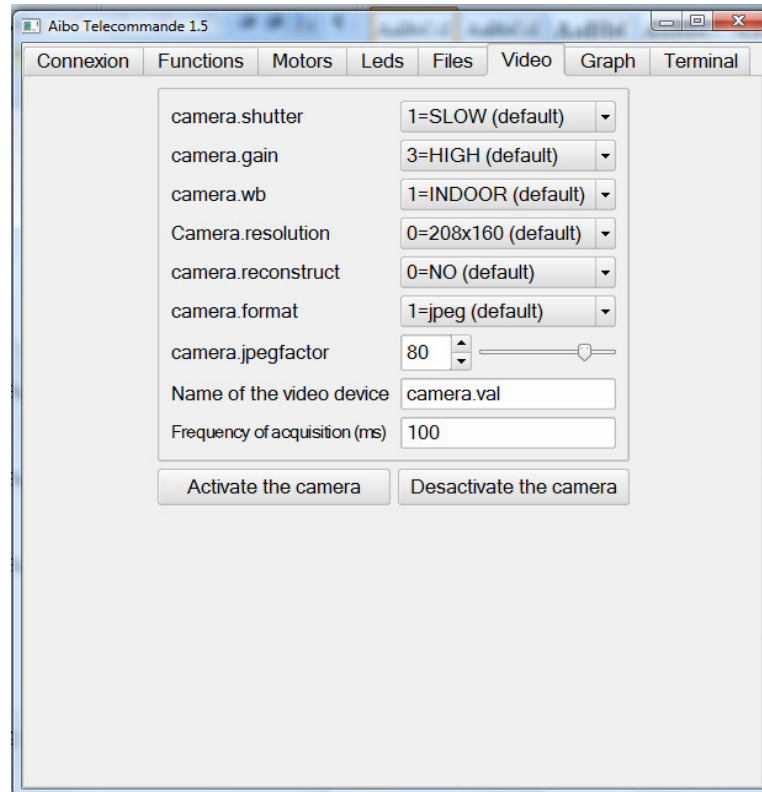 Aibo Telecommande 1.5
Connexion Functions Motors Leds Files Video Graph Terminal
camera.shutter 1=SLOW (default)
camera.gain 3=HIGH (default)
camera.wb 1=INDOOR (default)
Camera.resolution 0=208x160 (default)
camera.reconstruct 0=NO (default)
camera.format 1=jpeg (default)
camera.jpegfactor 80
Name of the video device camera.val
Frequency of acquisition (ms) 100
Activate the camera Desactivate the camera